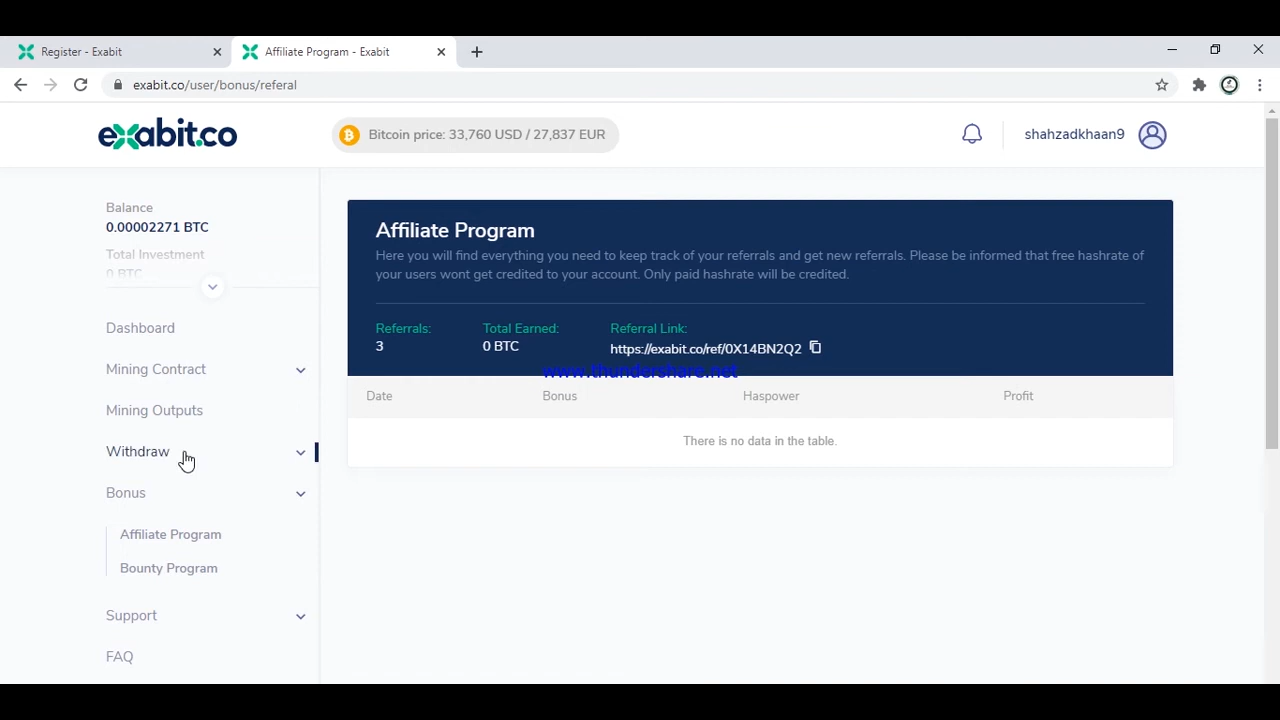 Register - Exabit
Affiliate Program - Exabit
exabit.co/user/bonus/referal
exabit.co
Bitcoin price: 33,760 USD / 27,837 EUR
shahzadkhaan9
Balance
0.00002271 BTC
Total Investment
0 BTC
Dashboard
Mining Contract
Mining Outputs
Withdraw
Bonus
Affiliate Program
Bounty Program
Support
FAQ
Affiliate Program
Here you will find everything you need to keep track of your referrals and get new referrals. Please be informed that free hashrate of
your users wont get credited to your account. Only paid hashrate will be credited.
Referrals:
3
Total Earned:
0 BTC
Referral Link:
https://exabit.co/ref/0X14BN2Q2
www.thundershare.net
Date Bonus Haspower Profit
There is no data in the table.